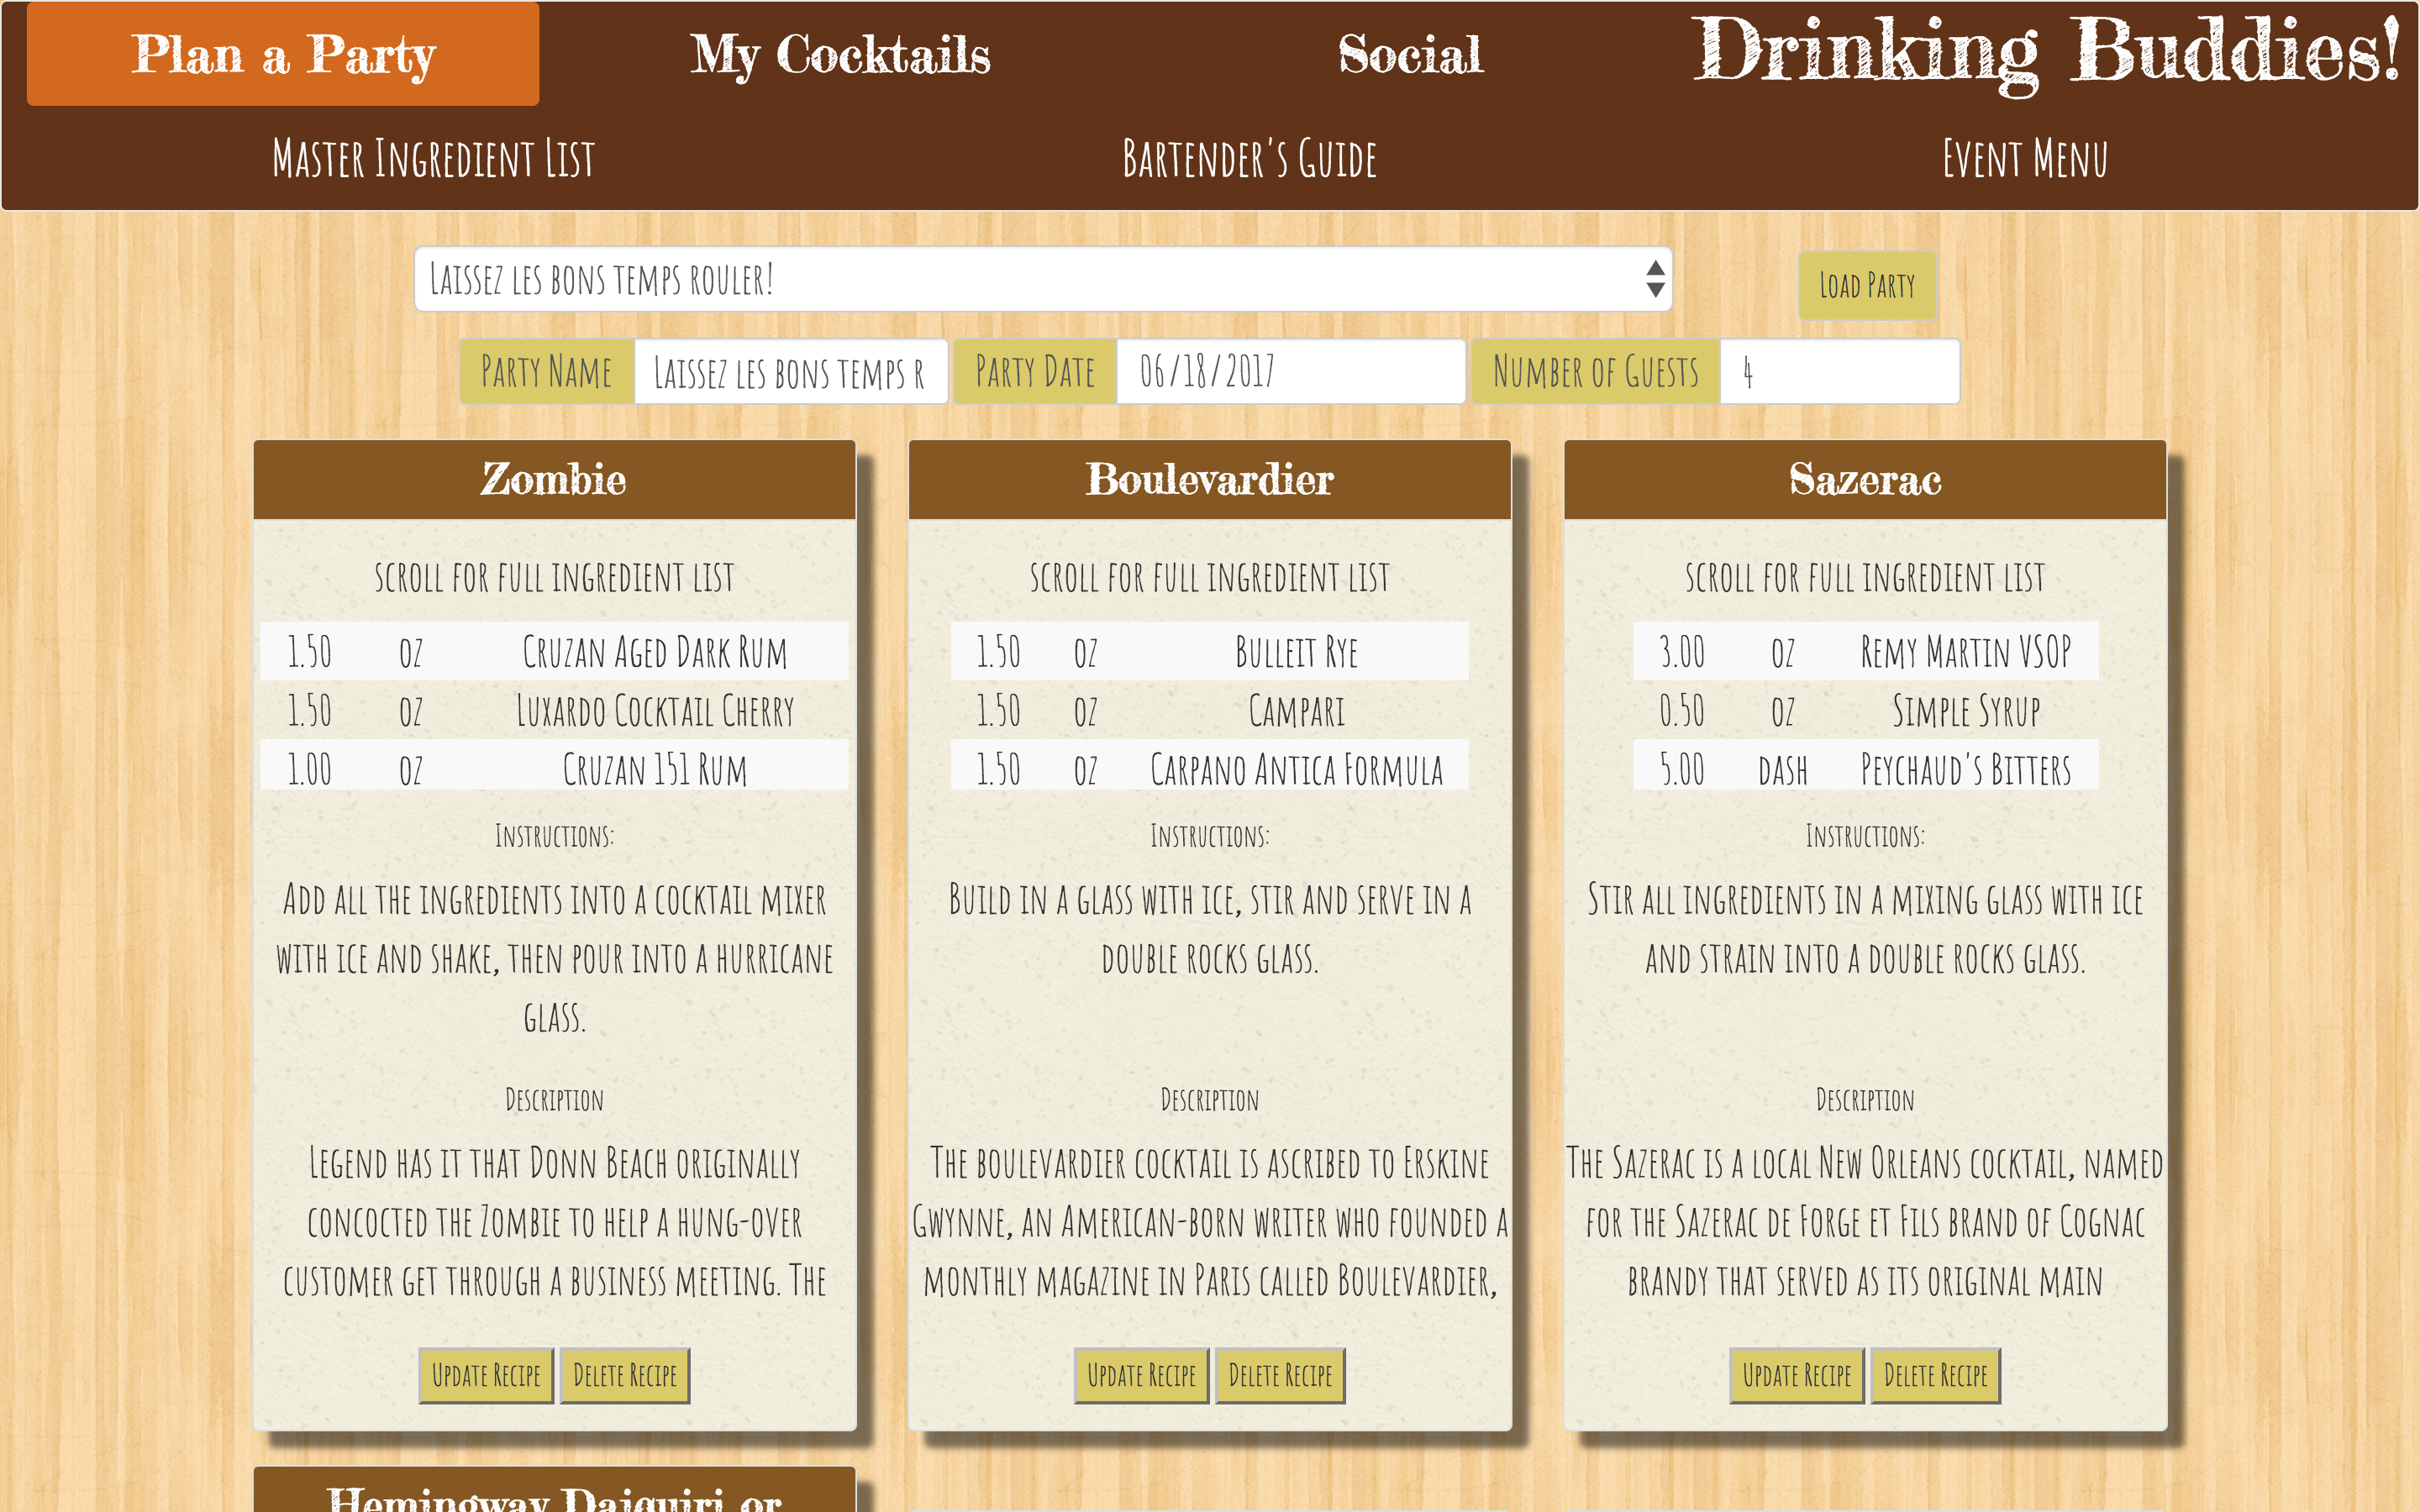 Plan a Party
My Cocktails
Social
Drinking Buddies!
Master Ingredient List
Bartender's Guide
Event Menu
Laissez les bons temps rouler!
Load Party
Party Name
Laissez les bons temps r
Party Date
06/18/2017
Number of Guests
4
Zombie
scroll for full ingredient list
1.50 oz Cruzan Aged Dark Rum
1.50 oz Luxardo Cocktail Cherry
1.00 oz Cruzan 151 Rum
Instructions:
Add all the ingredients into a cocktail mixer
with ice and shake, then pour into a hurricane
glass.
Description
Legend has it that Donn Beach originally
concocted the Zombie to help a hung-over
customer get through a business meeting. The
Update Recipe
Delete Recipe
Boulevardier
scroll for full ingredient list
1.50 oz Bulleit Rye
1.50 oz Campari
1.50 oz Carpano Antica Formula
Instructions:
Build in a glass with ice, stir and serve in a
double rocks glass.
Description
The boulevardier cocktail is ascribed to Erskine
Gwynne, an American-born writer who founded a
monthly magazine in Paris called Boulevardier,
Update Recipe
Delete Recipe
Sazerac
scroll for full ingredient list
3.00 oz Remy Martin VSOP
0.50 oz Simple Syrup
5.00 dash Peychaud's Bitters
Instructions:
Stir all ingredients in a mixing glass with ice
and strain into a double rocks glass.
Description
The Sazerac is a local New Orleans cocktail, named
for the Sazerac de Forge et Fils brand of Cognac
brandy that served as its original main
Update Recipe
Delete Recipe
Hemingway Daiquiri or